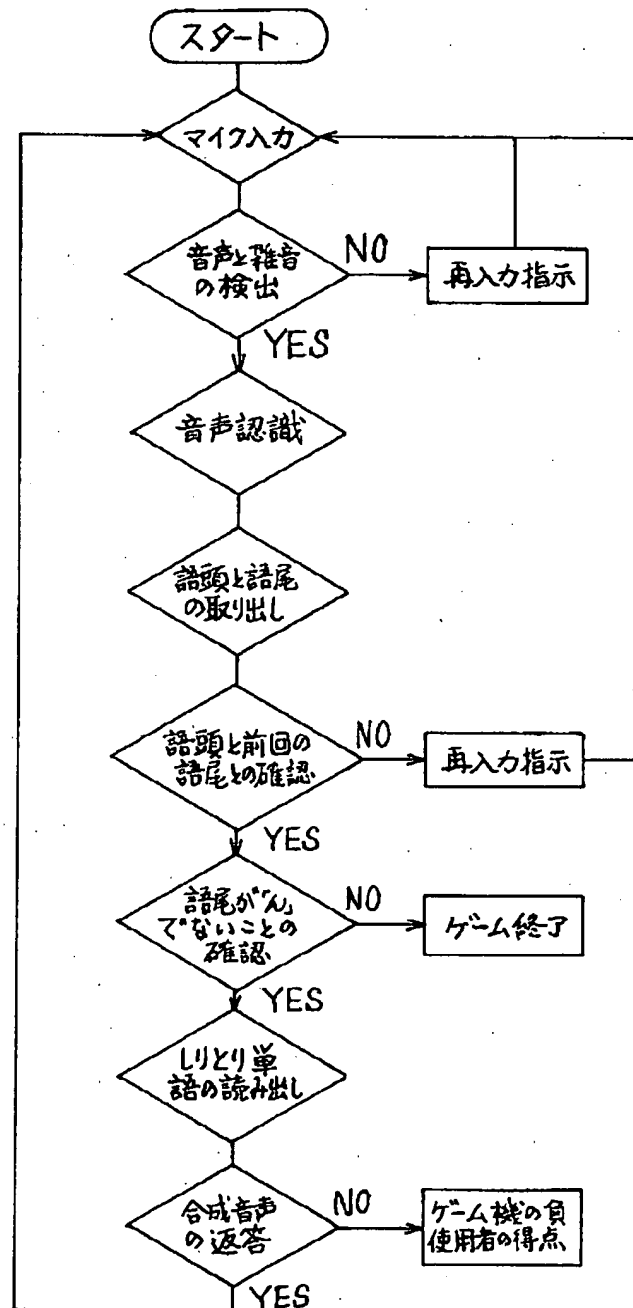 スタート
マイク入力
音声と雑音
の検出
NO
再入力指示
YES
音声認識
語頭と語尾
の取り出し
語頭と前回の
語尾との確認
NO
再入力指示
YES
語尾が「ん」
でないことの
確認
NO
ゲーム終了
YES
しりとり単
語の読み出し
合成音声
の返答
NO
ゲーム機の負
使用者の得点
YES